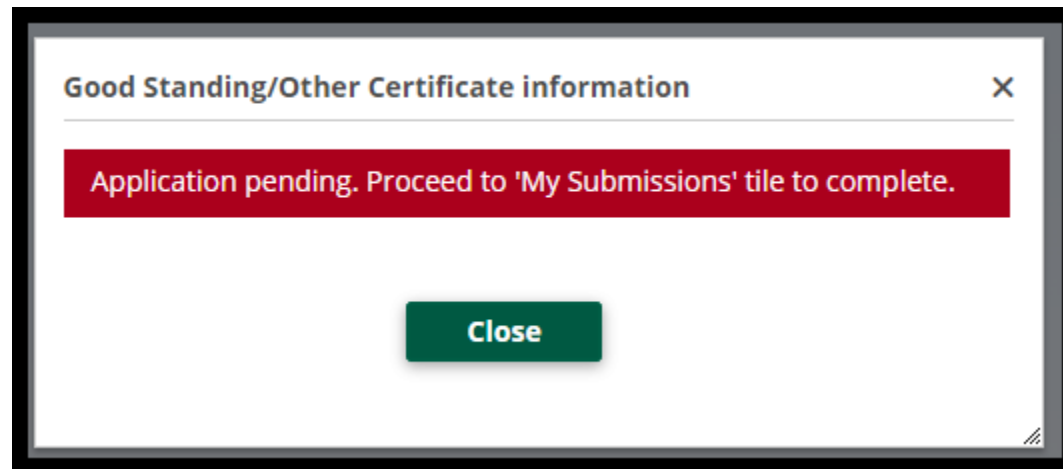 Good Standing/Other Certificate information
Application pending. Proceed to 'My Submissions' tile to complete.
Close